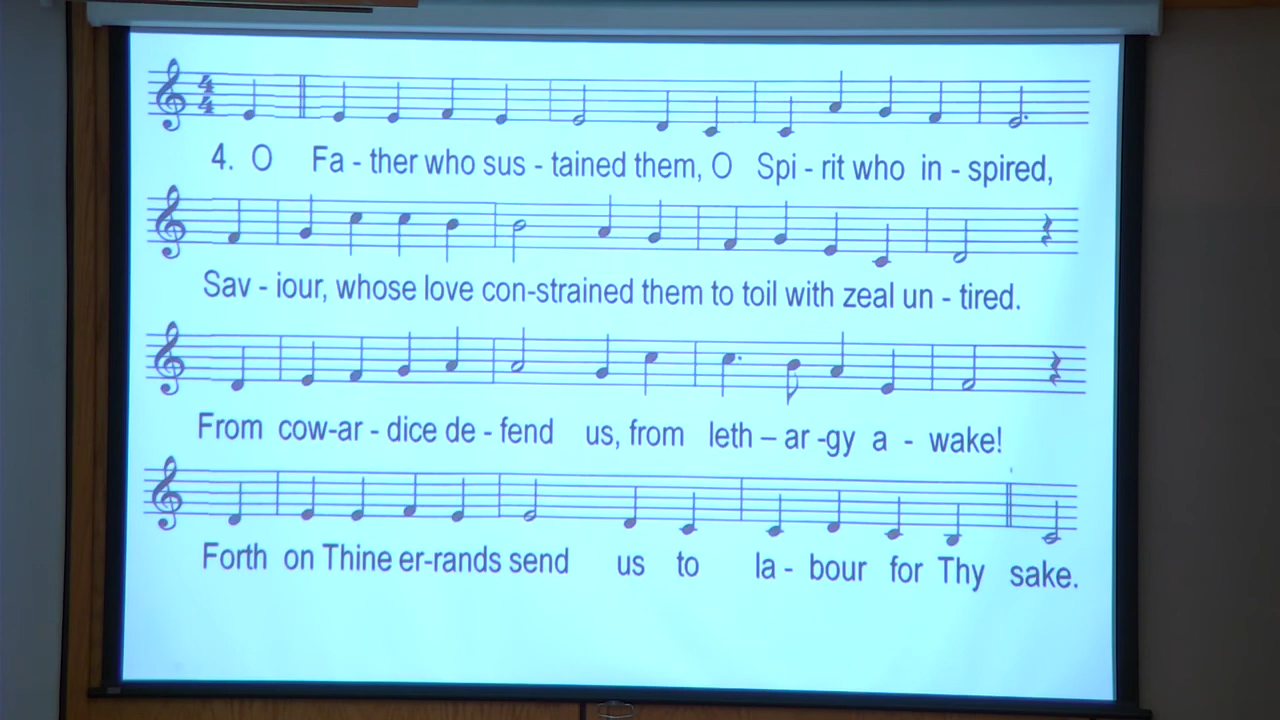 4. O Fa - ther who sus - tained them, O Spi - rit who in - spired,
Sav - iour, whose love con-strained them to toil with zeal un - tired.
From cow-ar - dice de - fend us, from leth – ar -gy a - wake!
Forth on Thine er-rands send us to la - bour for Thy sake.